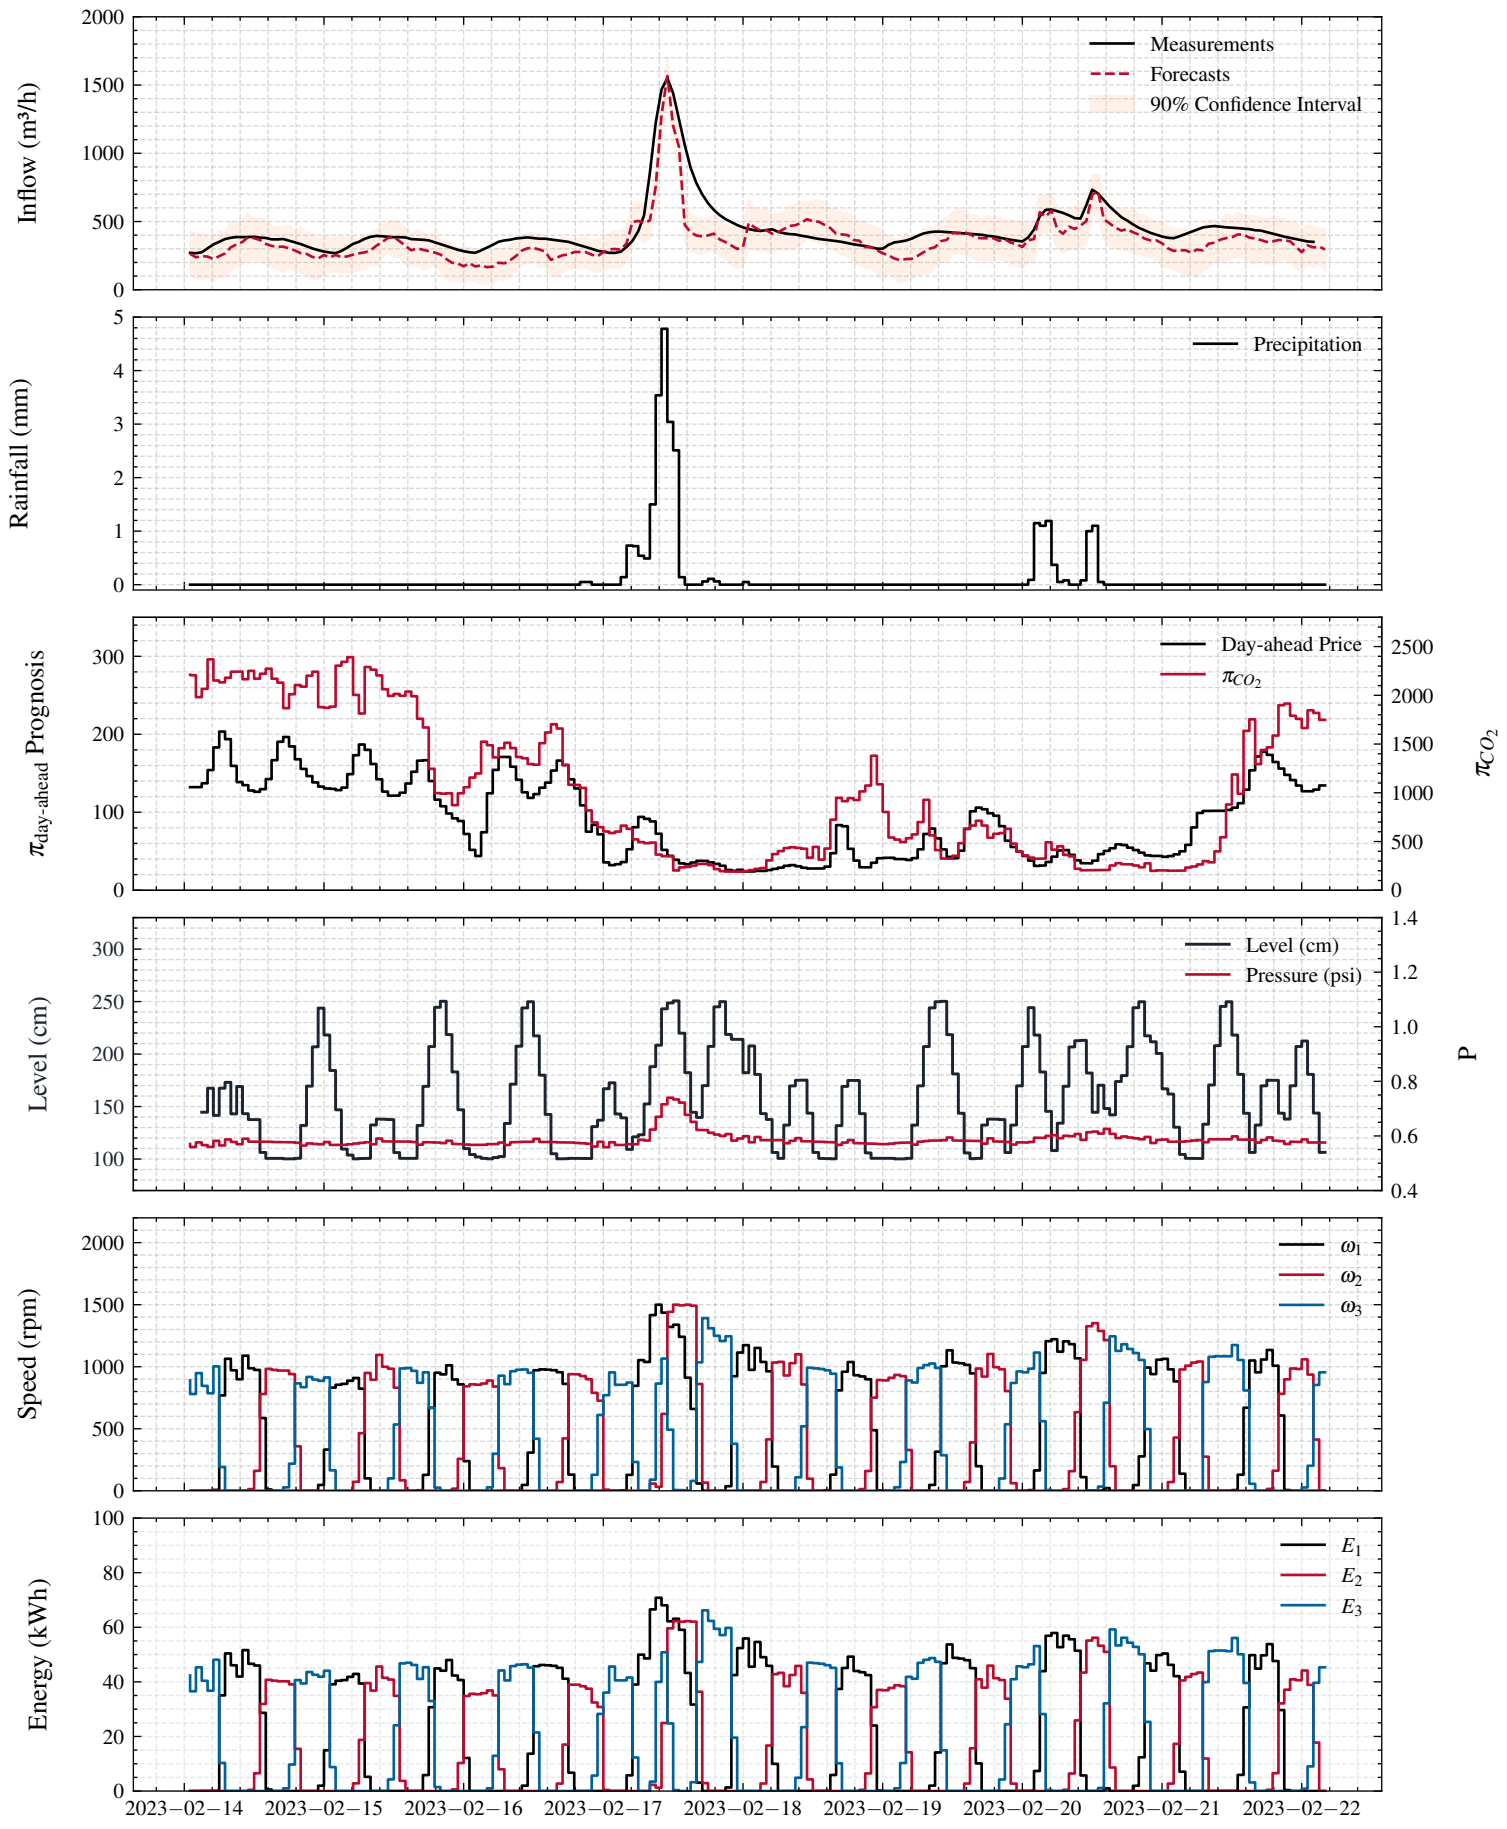 2000
1500
1000
500
0
Inflow (m³/h)
Measurements
Forecasts
90% Confidence Interval
5
4
3
2
1
0
Rainfall (mm)
Precipitation
300
200
100
0
π_day-ahead Prognosis
Day-ahead Price
π_CO₂
2500
2000
1500
1000
500
0
π_CO₂
300
250
200
150
100
Level (cm)
Level (cm)
Pressure (psi)
1.4
1.2
1.0
0.8
0.6
0.4
P
2000
1500
1000
500
0
Speed (rpm)
ω₁
ω₂
ω₃
100
80
60
40
20
0
Energy (kWh)
E₁
E₂
E₃
2023−02−14 2023−02−15 2023−02−16 2023−02−17 2023−02−18 2023−02−19 2023−02−20 2023−02−21 2023−02−22